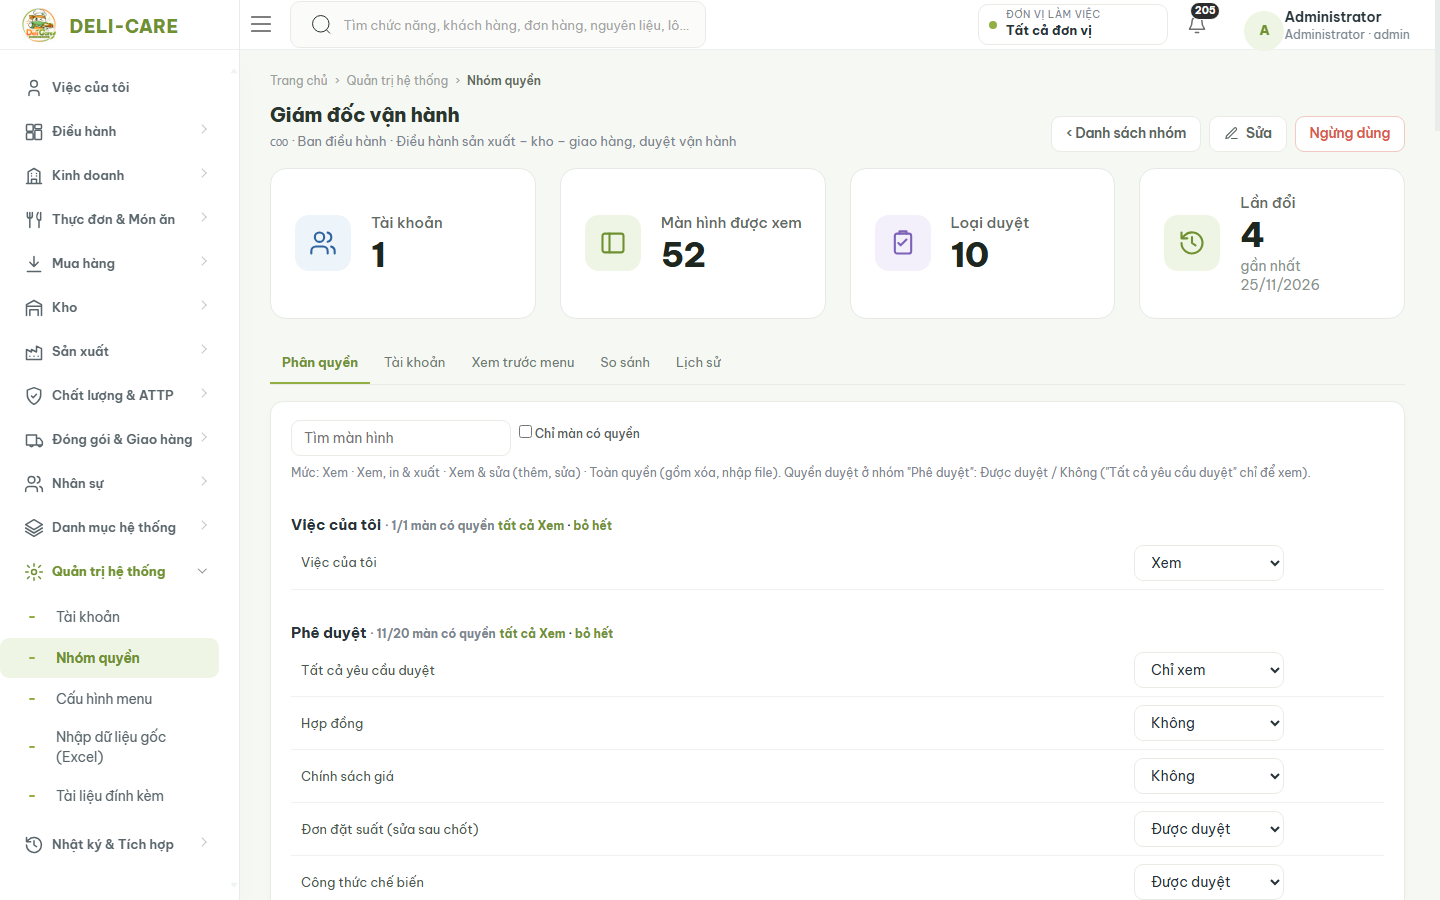 DELI-CARE
Tìm chức năng, khách hàng, đơn hàng, nguyên liệu, lô...
ĐƠN VỊ LÀM VIỆC
Tất cả đơn vị
205
A
Administrator
Administrator · admin
Việc của tôi
Điều hành
Kinh doanh
Thực đơn & Món ăn
Mua hàng
Kho
Sản xuất
Chất lượng & ATTP
Đóng gói & Giao hàng
Nhân sự
Danh mục hệ thống
Quản trị hệ thống
Tài khoản
Nhóm quyền
Cấu hình menu
Nhập dữ liệu gốc
(Excel)
Tài liệu đính kèm
Nhật ký & Tích hợp
Trang chủ › Quản trị hệ thống › Nhóm quyền
Giám đốc vận hành
COO · Ban điều hành · Điều hành sản xuất – kho – giao hàng, duyệt vận hành
‹ Danh sách nhóm
Sửa
Ngừng dùng
Tài khoản
1
Màn hình được xem
52
Loại duyệt
10
Lần đổi
4
gần nhất
25/11/2026
Phân quyền
Tài khoản
Xem trước menu
So sánh
Lịch sử
Tìm màn hình
Chỉ màn có quyền
Mức: Xem · Xem, in & xuất · Xem & sửa (thêm, sửa) · Toàn quyền (gồm xóa, nhập file). Quyền duyệt ở nhóm "Phê duyệt": Được duyệt / Không ("Tất cả yêu cầu duyệt" chỉ để xem).
Việc của tôi · 1/1 màn có quyền tất cả Xem · bỏ hết
Việc của tôi
Xem
Phê duyệt · 11/20 màn có quyền tất cả Xem · bỏ hết
Tất cả yêu cầu duyệt
Chỉ xem
Hợp đồng
Không
Chính sách giá
Không
Đơn đặt suất (sửa sau chốt)
Được duyệt
Công thức chế biến
Được duyệt